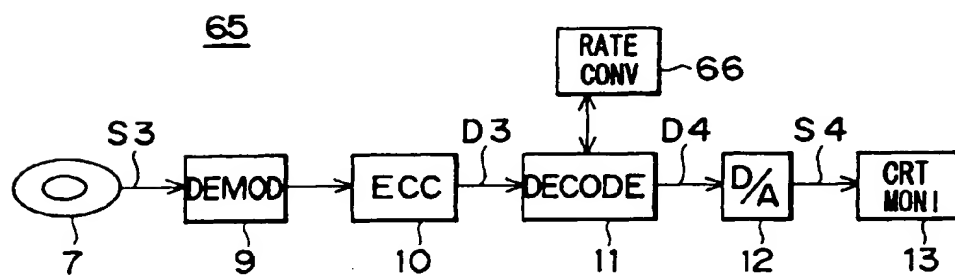 65
RATE
CONV
66
S3
D3
D4
S4
DEMOD
ECC
DECODE
D/A
CRT
MONI
7
9
10
11
12
13